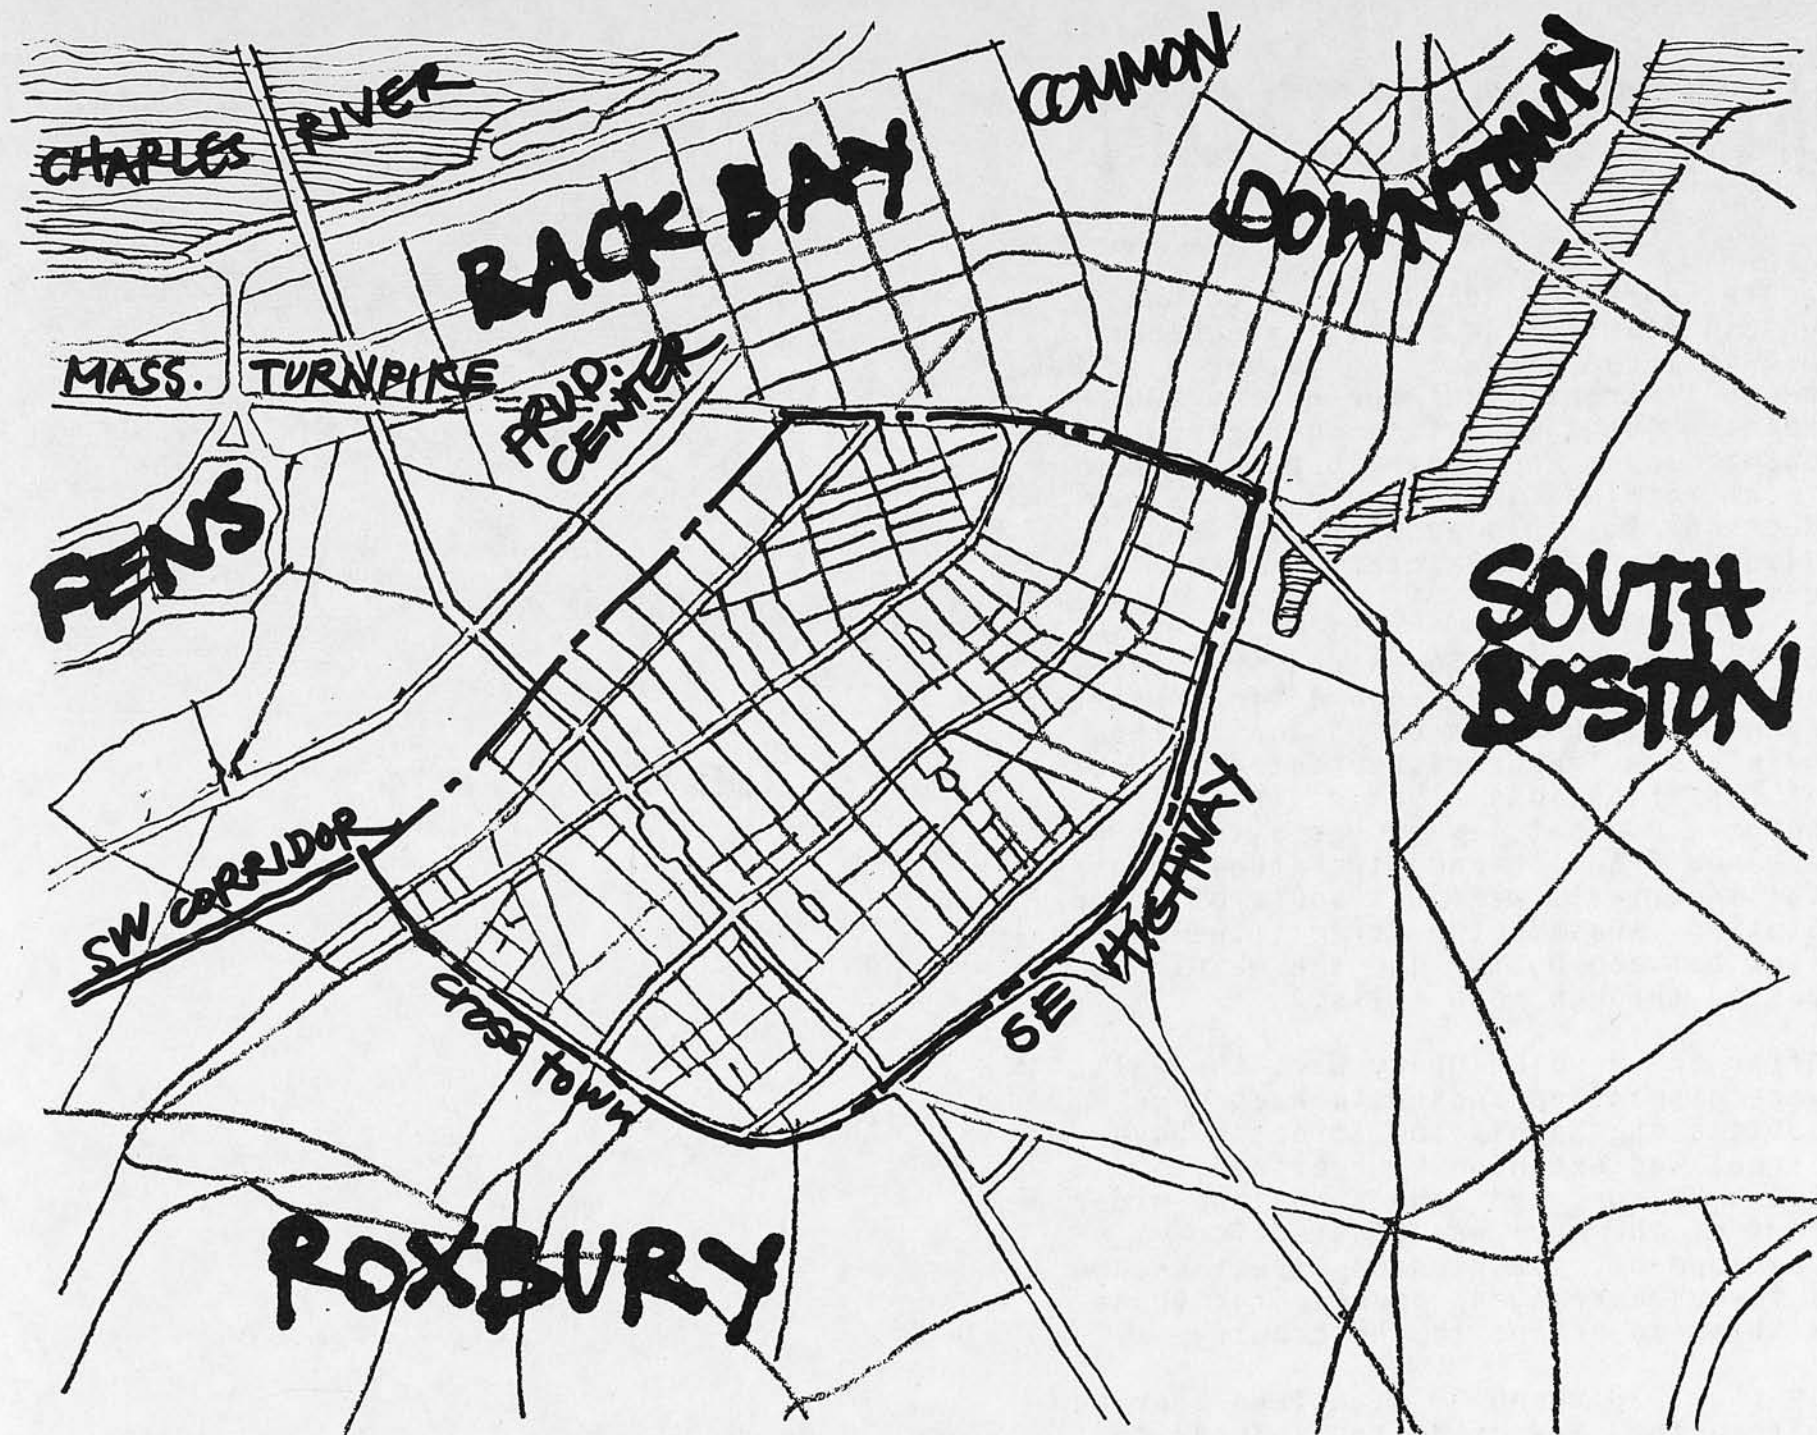 CHARLES RIVER
COMMON
DOWNTOWN
BACK BAY
MASS. TURNPIKE
PRUD.
CENTER
FENS
SOUTH
BOSTON
SW CORRIDOR
SE HIGHWAY
CROSS TOWN
ROXBURY